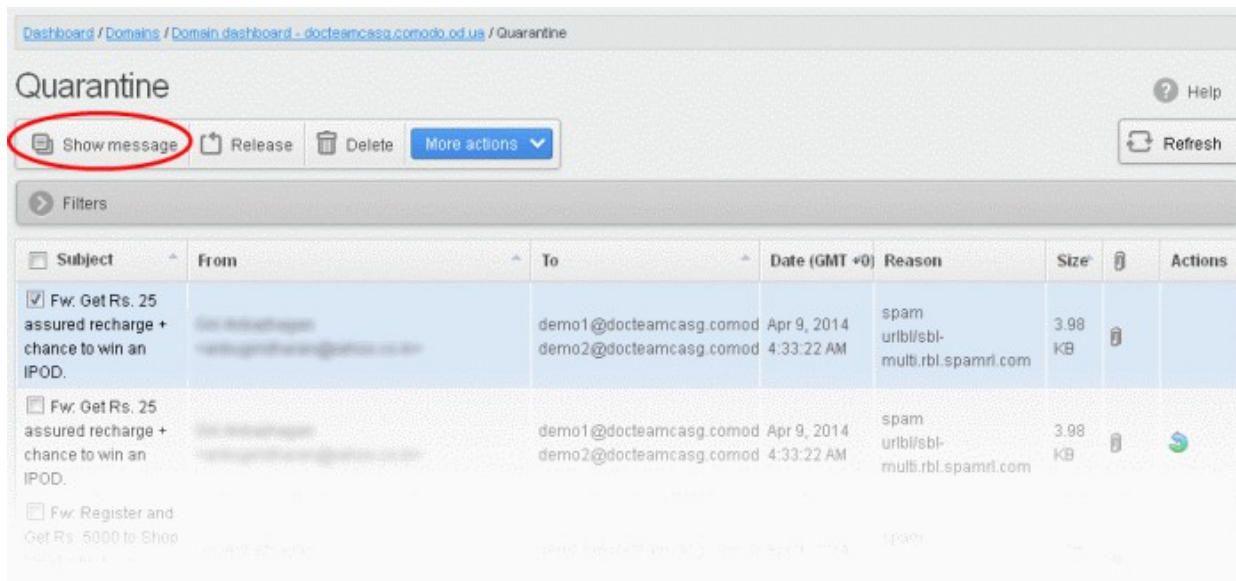 Dashboard / Domains / Domain dashboard - docteamcasg.comodo.od.ua / Quarantine
Quarantine
Help
Show message Release Delete More actions
Refresh
Filters
Subject From To Date (GMT +0) Reason Size Actions
Fw: Get Rs. 25
assured recharge +
chance to win an
IPOD.
demo1@docteamcasg.comod
demo2@docteamcasg.comod
Apr 9, 2014
4:33:22 AM
spam
urlbl/sbl-
multi.rbl.spamrl.com
3.98
KB
Fw: Get Rs. 25
assured recharge +
chance to win an
IPOD.
demo1@docteamcasg.comod
demo2@docteamcasg.comod
Apr 9, 2014
4:33:22 AM
spam
urlbl/sbl-
multi.rbl.spamrl.com
3.98
KB
Fw: Register and
Get Rs. 5000 to Shop
spam